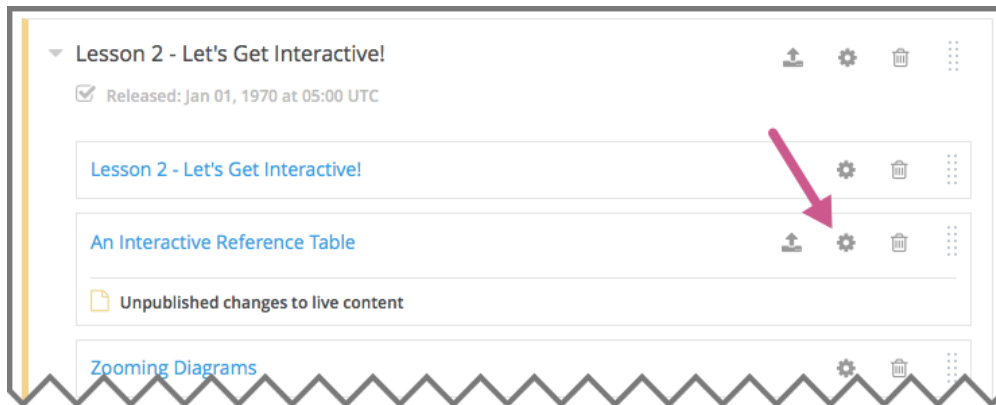 Lesson 2 - Let's Get Interactive!
Released: Jan 01, 1970 at 05:00 UTC
Lesson 2 - Let's Get Interactive!
An Interactive Reference Table
Unpublished changes to live content
Zooming Diagrams